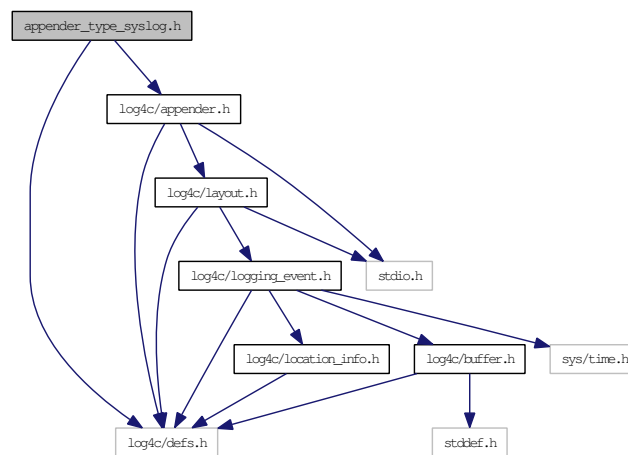 appender_type_syslog.h
log4c/appender.h
log4c/layout.h
log4c/logging_event.h
stdio.h
log4c/location_info.h
log4c/buffer.h
sys/time.h
log4c/defs.h
stddef.h